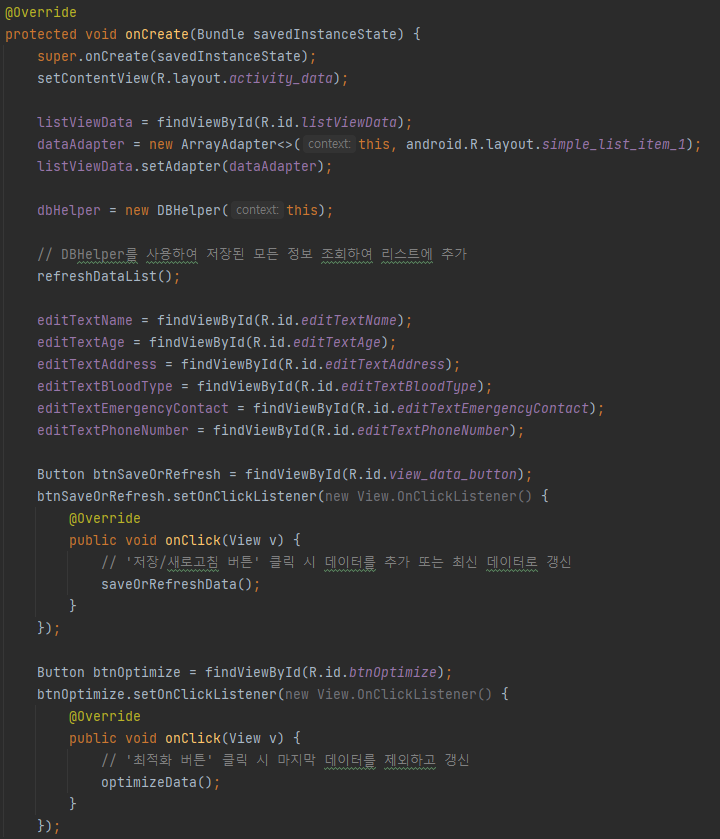 @Override
protected void onCreate(Bundle savedInstanceState) {
    super.onCreate(savedInstanceState);
    setContentView(R.layout.activity_data);

    listViewData = findViewById(R.id.listViewData);
    dataAdapter = new ArrayAdapter<>( context: this, android.R.layout.simple_list_item_1);
    listViewData.setAdapter(dataAdapter);

    dbHelper = new DBHelper( context: this);

    // DBHelper를 사용하여 저장된 모든 정보 조회하여 리스트에 추가
    refreshDataList();

    editTextName = findViewById(R.id.editTextName);
    editTextAge = findViewById(R.id.editTextAge);
    editTextAddress = findViewById(R.id.editTextAddress);
    editTextBloodType = findViewById(R.id.editTextBloodType);
    editTextEmergencyContact = findViewById(R.id.editTextEmergencyContact);
    editTextPhoneNumber = findViewById(R.id.editTextPhoneNumber);

    Button btnSaveOrRefresh = findViewById(R.id.view_data_button);
    btnSaveOrRefresh.setOnClickListener(new View.OnClickListener() {
        @Override
        public void onClick(View v) {
            // '저장/새로고침 버튼' 클릭 시 데이터를 추가 또는 최신 데이터로 갱신
            saveOrRefreshData();
        }
    });

    Button btnOptimize = findViewById(R.id.btnOptimize);
    btnOptimize.setOnClickListener(new View.OnClickListener() {
        @Override
        public void onClick(View v) {
            // '최적화 버튼' 클릭 시 마지막 데이터를 제외하고 갱신
            optimizeData();
        }
    });